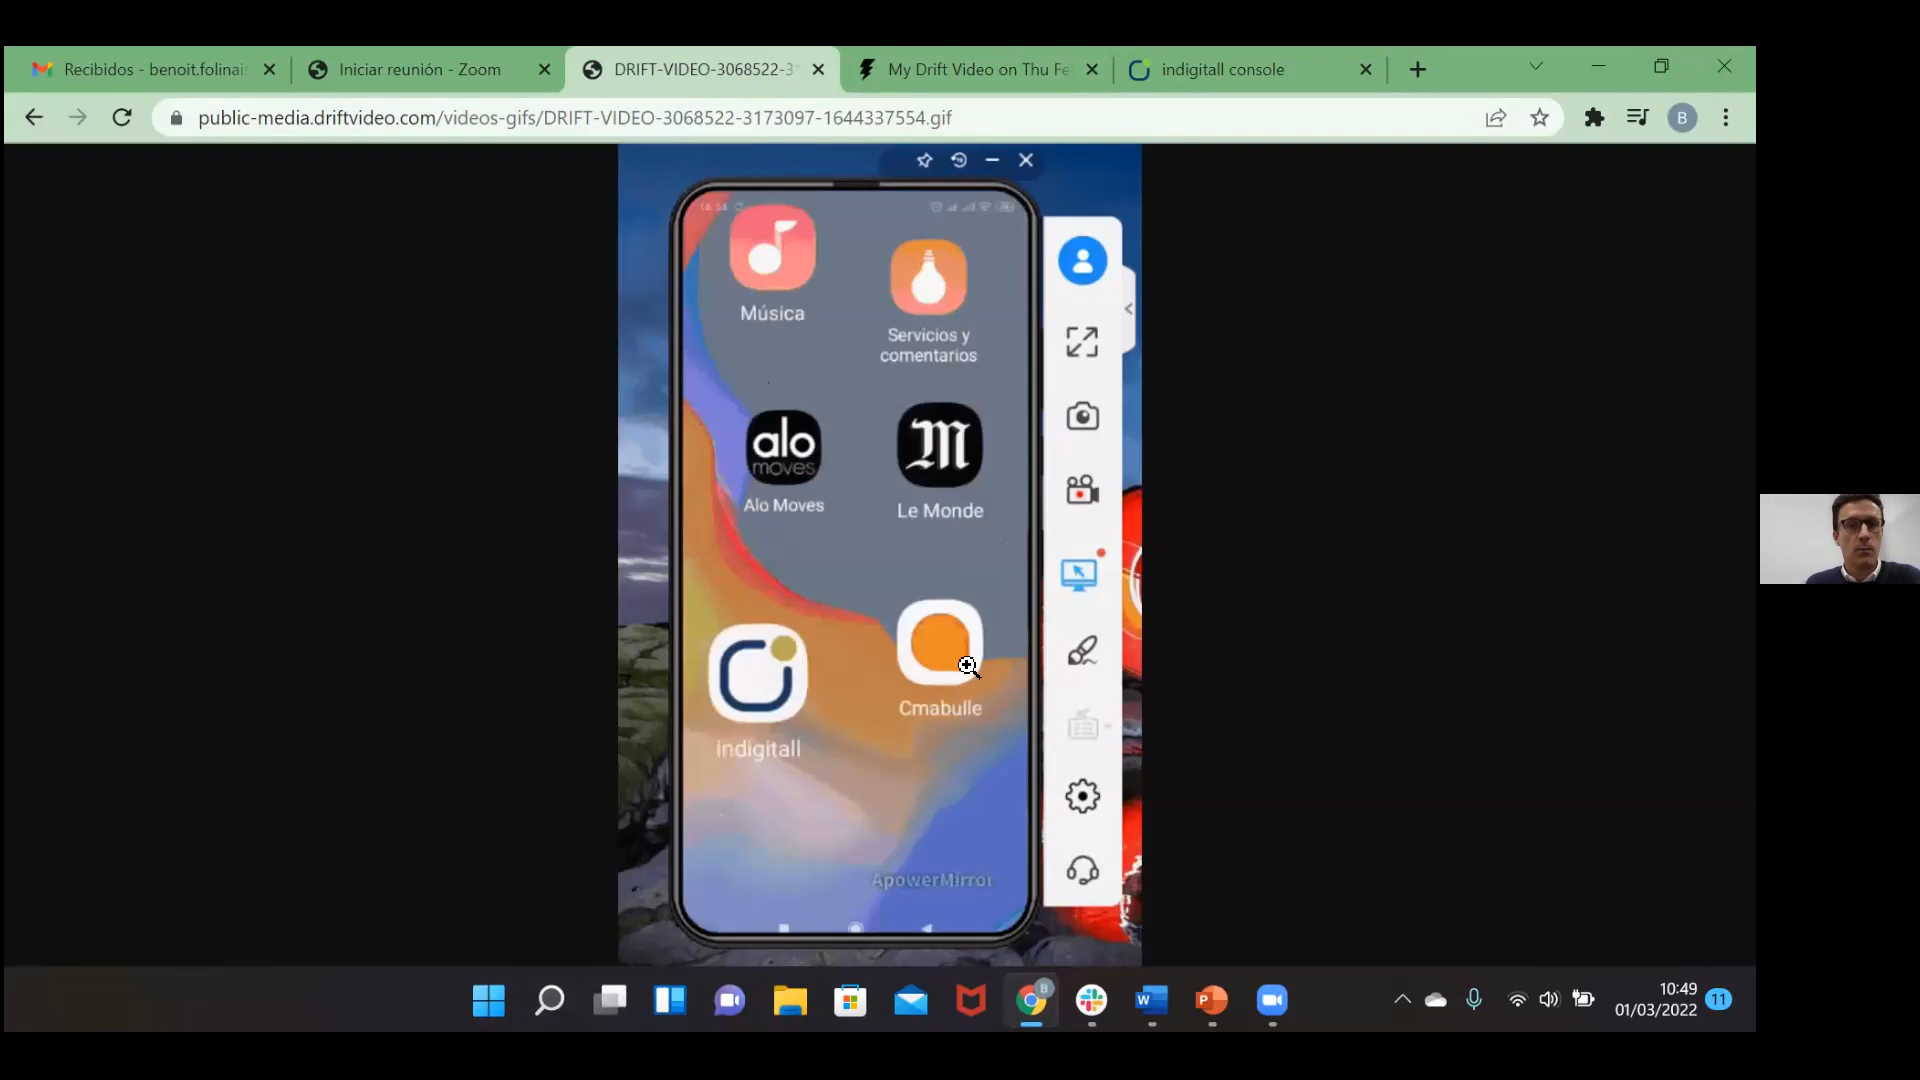 Recibidos - benoit.folinais
Iniciar reunión - Zoom
DRIFT-VIDEO-3068522-3
My Drift Video on Thu Fe
indigitall console
public-media.driftvideo.com/videos-gifs/DRIFT-VIDEO-3068522-3173097-1644337554.gif
B
Música
Servicios y
comentarios
alo
moves
M
Alo Moves
Le Monde
indigitall
Cmabulle
ApowerMirror
B
W
P
10:49
01/03/2022
11